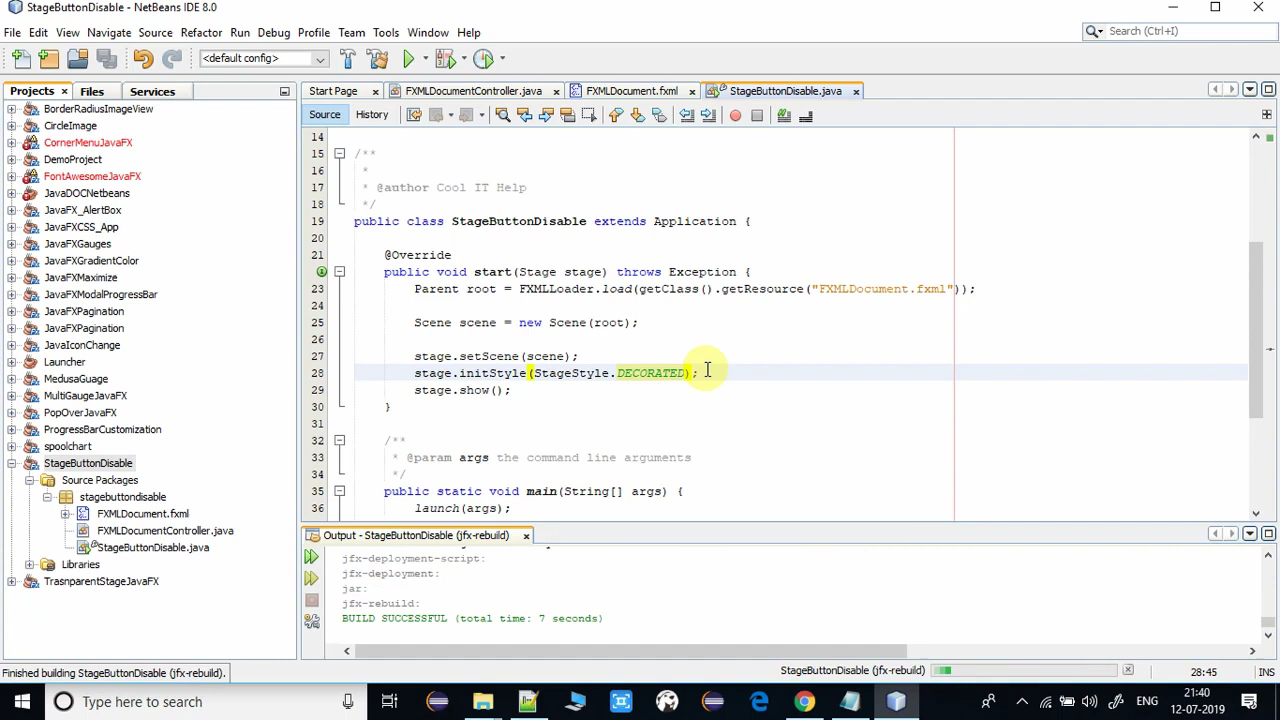 StageButtonDisable - NetBeans IDE 8.0
File Edit View Navigate Source Refactor Run Debug Profile Team Tools Window Help
Search (Ctrl+I)
<default config>
Projects Files Services
Start Page FXMLDocumentController.java FXMLDocument.fxml StageButtonDisable.java
Source History
BorderRadiusImageView
CircleImage
CornerMenuJavaFX
DemoProject
FontAwesomeJavaFX
JavaDOCNetbeans
JavaFX_AlertBox
JavaFXCSS_App
JavaFXGauges
JavaFXGradientColor
JavaFXMaximize
JavaFXModalProgressBar
JavaFXPagination
JavaFXPagination
JavaIConChange
Launcher
MedusaGauge
MultiGaugeJavaFX
PopOverJavaFX
ProgressBarCustomization
spoolchart
StageButtonDisable
Source Packages
stagebuttondisable
FXMLDocument.fxml
FXMLDocumentController.java
StageButtonDisable.java
Libraries
TrasnparentStageJavaFX
14
15 /**
16 *
17 * @author Cool IT Help
18 */
19 public class StageButtonDisable extends Application {
20
21 @Override
public void start(Stage stage) throws Exception {
23 Parent root = FXMLLoader.load(getClass().getResource("FXMLDocument.fxml"));
24
25 Scene scene = new Scene(root);
26
27 stage.setScene(scene);
28 stage.initStyle(StageStyle.DECORATED);
29 stage.show();
30 }
31
32 /**
33 * @param args the command line arguments
34 */
35 public static void main(String[] args) {
36 launch(args);
Output - StageButtonDisable (jfx-rebuild)
jfx-deployment-script:
jfx-deployment:
jar:
jfx-rebuild:
BUILD SUCCESSFUL (total time: 7 seconds)
Finished building StageButtonDisable (jfx-rebuild).
StageButtonDisable (jfx-rebuild)
28:45 INS
Type here to search
ENG
21:40
12-07-2019